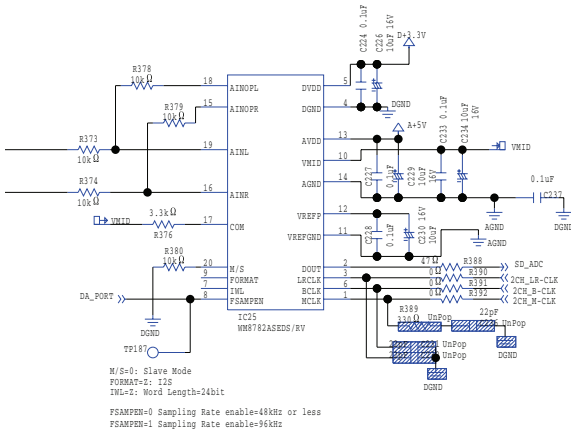 C224 0.1uF
C226 10uF 16V
D+3.3V
R378
10kΩ
18
AINOPL
DVDD
5
R379
10kΩ
15
AINOPR
DGND
4
DGND
A+5V
AVDD
13
C233 0.1uF
C234 10uF 16V
R373
10kΩ
19
AINL
VMID
10
VMID
C227
0.1uF
C229
10uF
16V
AGND
14
R374
10kΩ
16
AINR
0.1uF
C237
VMID
3.3kΩ
R376
17
COM
VREFP
12
C228
0.1uF
C210 16V
10uF
AGND
DGND
VREFGND
11
AGND
R380
10kΩ
20
M/S
DOUT
2
47Ω
R388
SD_ADC
9
FORMAT
LRCLK
3
0Ω
R390
2CH_LR-CLK
7
IWL
BCLK
6
0Ω
R391
2CH_B-CLK
DA_PORT
8
FSAMPEN
MCLK
1
0Ω
R392
2CH_M-CLK
IC25
WM8782ASEDS/RV
DGND
R389
330Ω
UnPop
22pF
UnPop
DGND
TP187
UnPop
UnPop
DGND
M/S=0: Slave Mode
FORMAT=Z: I2S
IWL=Z: Word Length=24bit
FSAMPEN=0 Sampling Rate enable=48kHz or less
FSAMPEN=1 Sampling Rate enable=96kHz